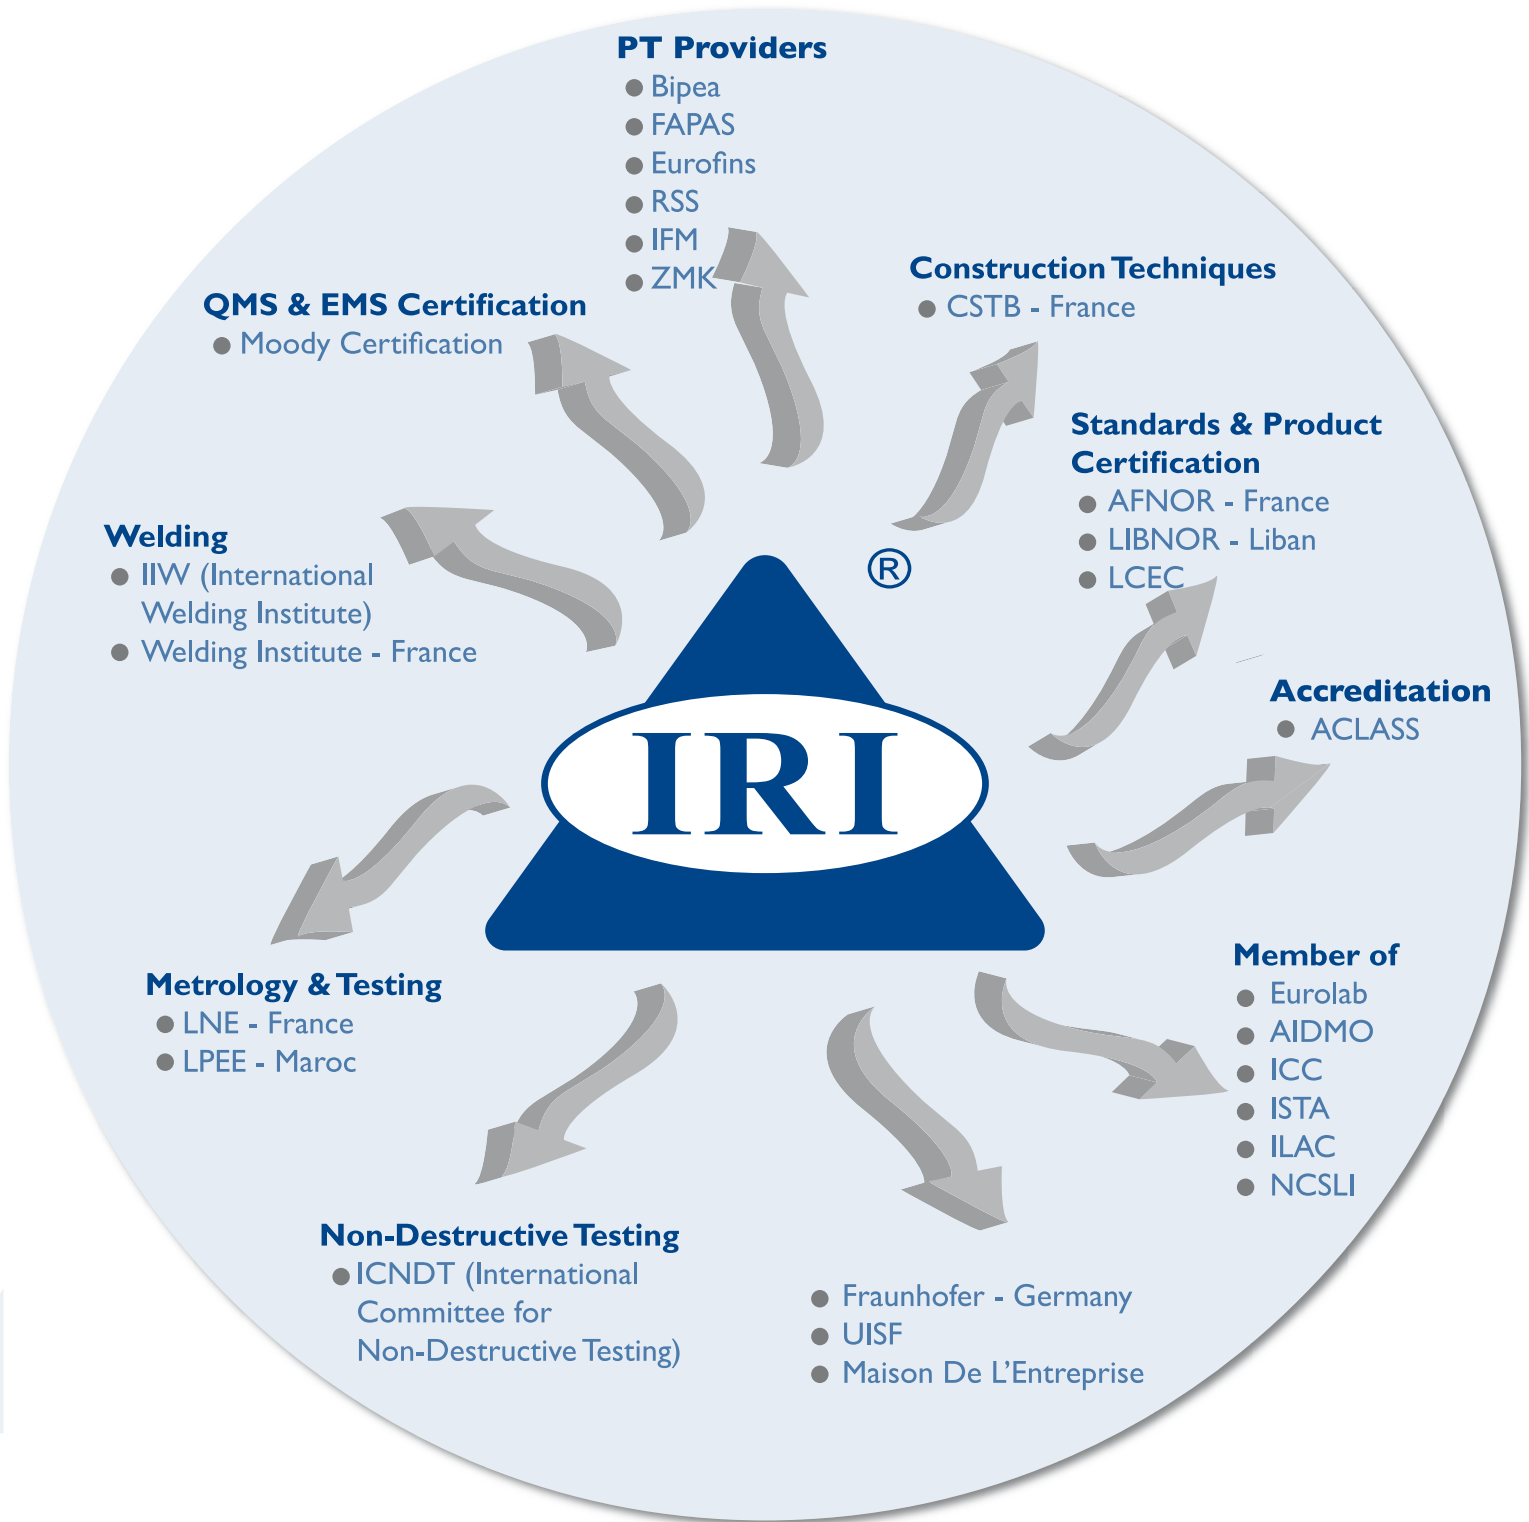 PT Providers
● Bipea
● FAPAS
● Eurofins
● RSS
● IFM
● ZMK
Construction Techniques
● CSTB - France
QMS & EMS Certification
● Moody Certification
Standards & Product
Certification
● AFNOR - France
● LIBNOR - Liban
● LCEC
Welding
● IIW (International
Welding Institute)
● Welding Institute - France
®
IRI
Accreditation
● ACLASS
Member of
● Eurolab
● AIDMO
● ICC
● ISTA
● ILAC
● NCSLI
Metrology & Testing
● LNE - France
● LPEE - Maroc
Non-Destructive Testing
● ICNDT (International
Committee for
Non-Destructive Testing)
● Fraunhofer - Germany
● UISF
● Maison De L’Entreprise